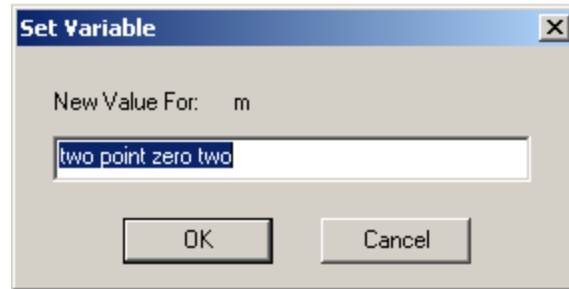 Set Variable
New Value For: m
two point zero two
OK Cancel